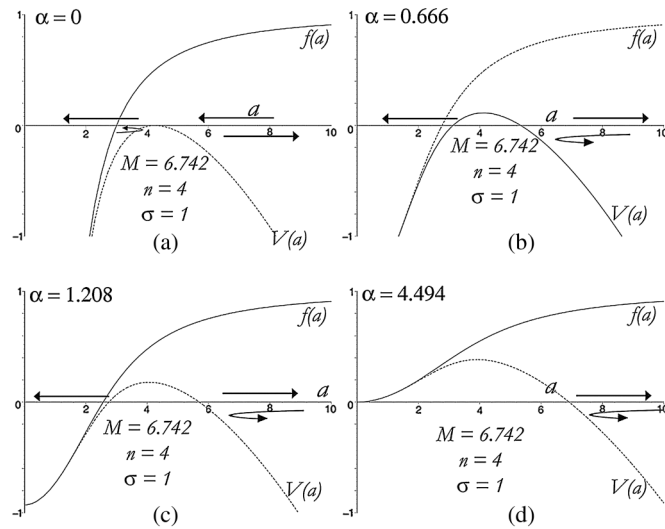 α = 0
f(a)
1
0
-1
2
4
6
8
10
a
M = 6.742
n = 4
σ = 1
V(a)
(a)
α = 0.666
f(a)
1
0
-1
2
4
6
8
10
a
M = 6.742
n = 4
σ = 1
V(a)
(b)
α = 1.208
f(a)
1
0
-1
2
4
6
8
10
a
M = 6.742
n = 4
σ = 1
V(a)
(c)
α = 4.494
f(a)
1
0
-1
2
4
6
8
10
a
M = 6.742
n = 4
σ = 1
V(a)
(d)